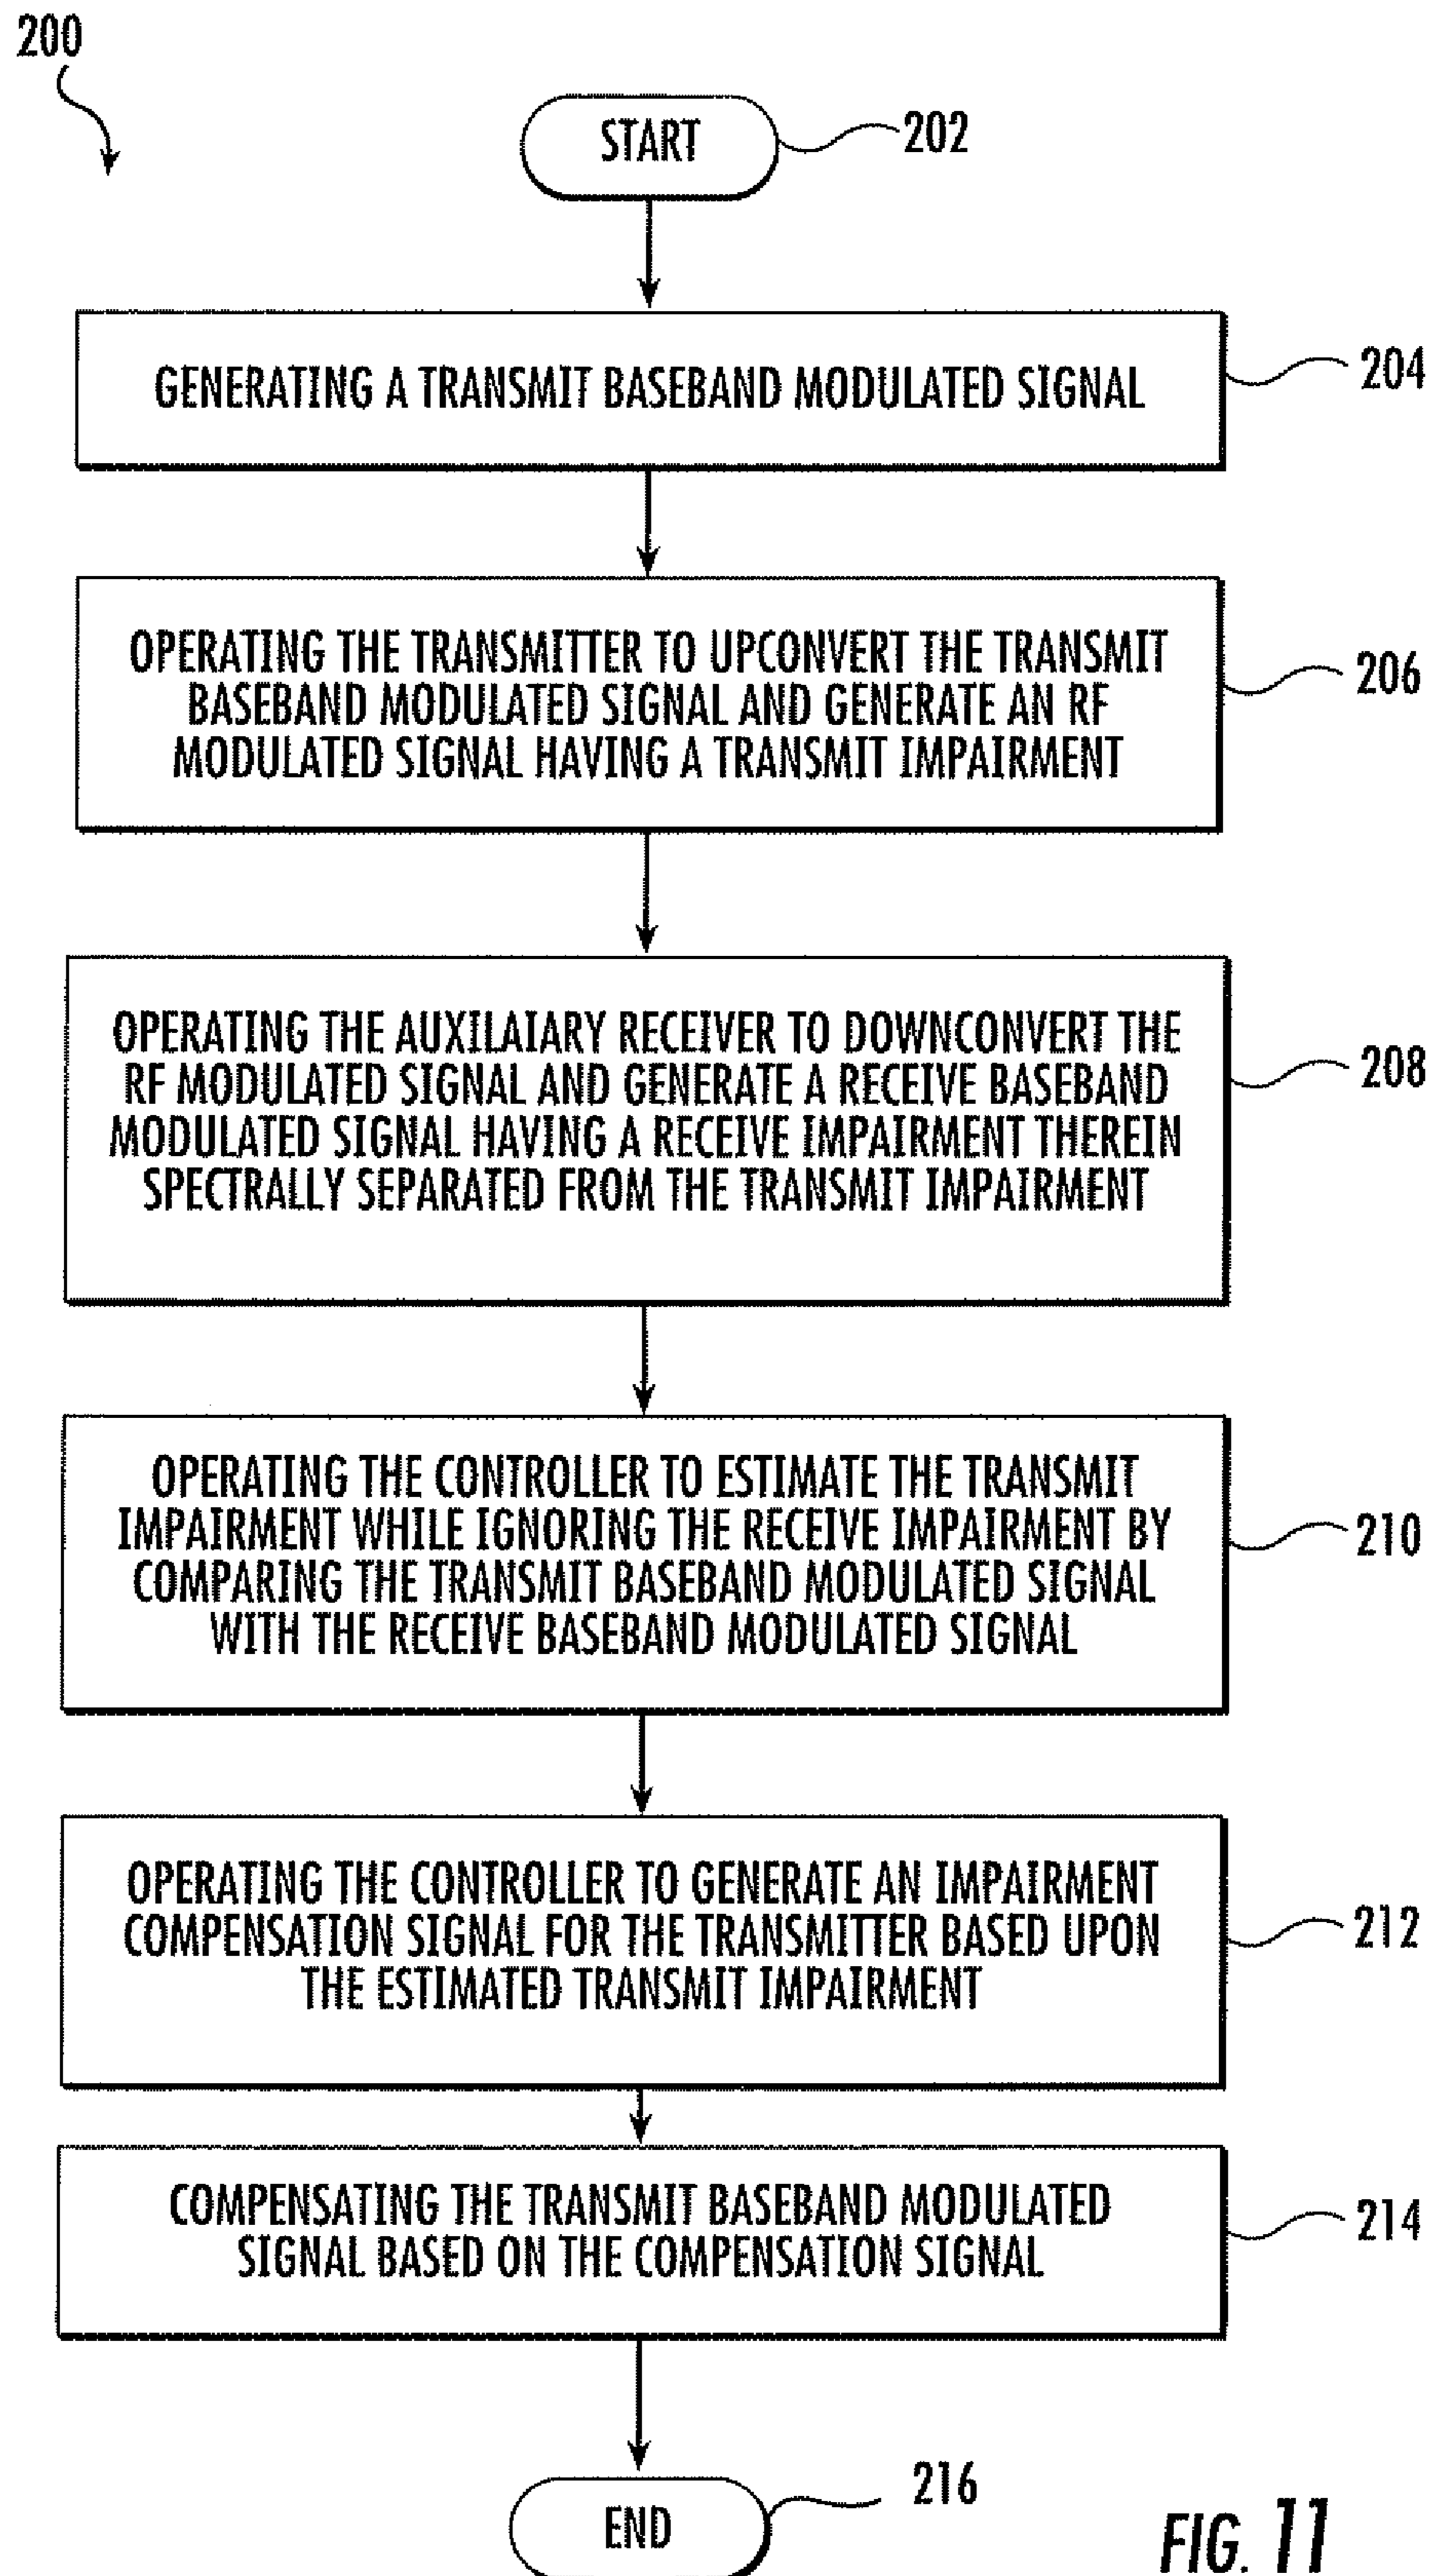 200
START
202
GENERATING A TRANSMIT BASEBAND MODULATED SIGNAL
204
OPERATING THE TRANSMITTER TO UPCONVERT THE TRANSMIT
BASEBAND MODULATED SIGNAL AND GENERATE AN RF
MODULATED SIGNAL HAVING A TRANSMIT IMPAIRMENT
206
OPERATING THE AUXILAIARY RECEIVER TO DOWNCONVERT THE
RF MODULATED SIGNAL AND GENERATE A RECEIVE BASEBAND
MODULATED SIGNAL HAVING A RECEIVE IMPAIRMENT THEREIN
SPECTRALLY SEPARATED FROM THE TRANSMIT IMPAIRMENT
208
OPERATING THE CONTROLLER TO ESTIMATE THE TRANSMIT
IMPAIRMENT WHILE IGNORING THE RECEIVE IMPAIRMENT BY
COMPARING THE TRANSMIT BASEBAND MODULATED SIGNAL
WITH THE RECEIVE BASEBAND MODULATED SIGNAL
210
OPERATING THE CONTROLLER TO GENERATE AN IMPAIRMENT
COMPENSATION SIGNAL FOR THE TRANSMITTER BASED UPON
THE ESTIMATED TRANSMIT IMPAIRMENT
212
COMPENSATING THE TRANSMIT BASEBAND MODULATED
SIGNAL BASED ON THE COMPENSATION SIGNAL
214
END
216
FIG. 11